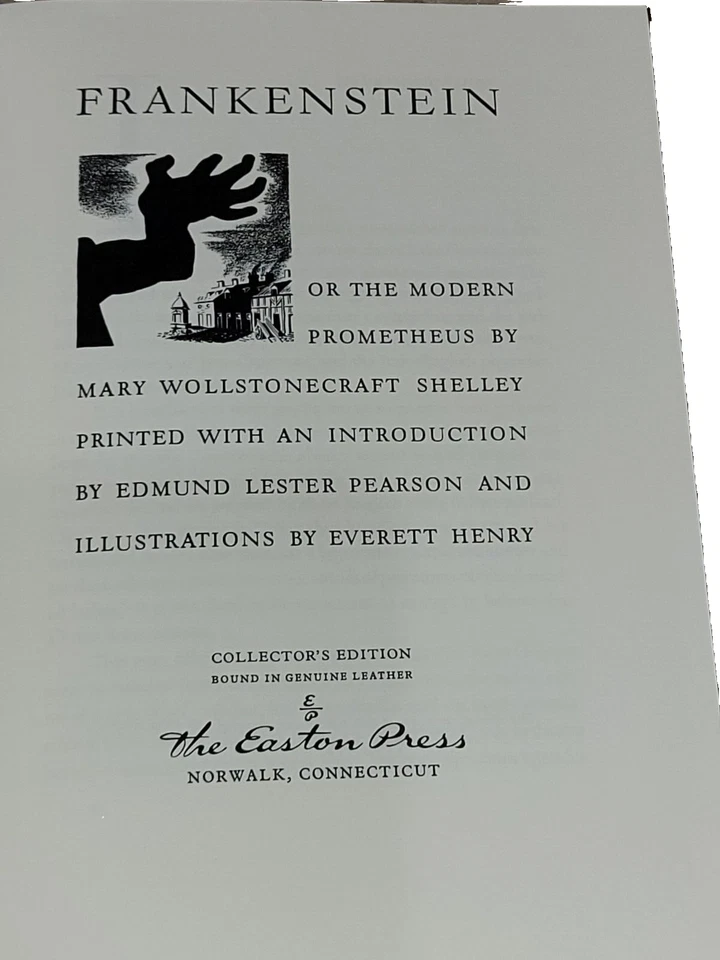 FRANKENSTEIN
OR THE MODERN
PROMETHEUS BY
MARY WOLLSTONECRAFT SHELLEY
PRINTED WITH AN INTRODUCTION
BY EDMUND LESTER PEARSON AND
ILLUSTRATIONS BY EVERETT HENRY
COLLECTOR'S EDITION
BOUND IN GENUINE LEATHER
E
P
The Easton Press
NORWALK, CONNECTICUT